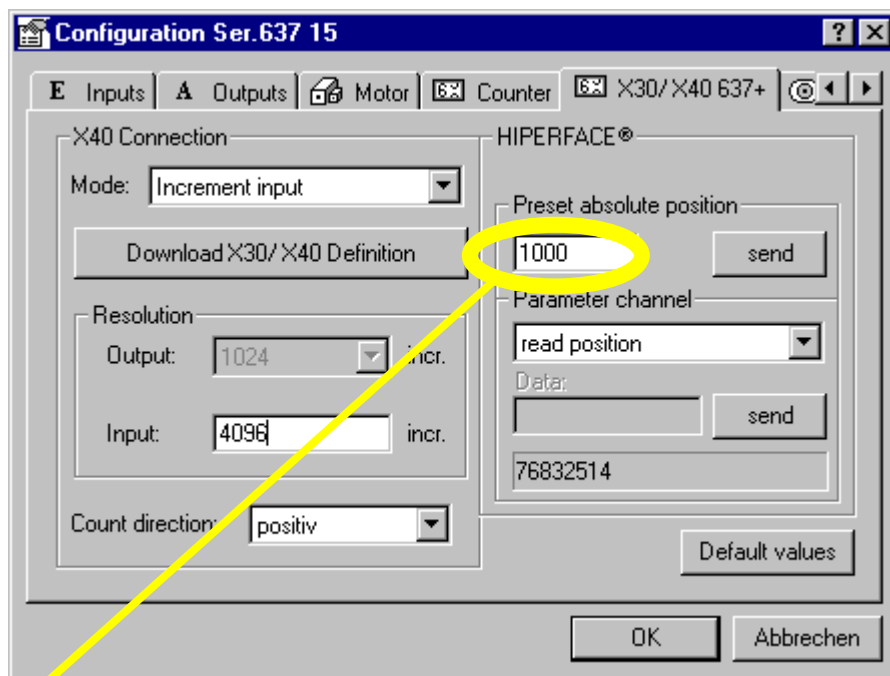 Configuration Ser.637 15
E Inputs A Outputs Motor Counter X30/X40 637+
X40 Connection
Mode: Increment input
Download X30/X40 Definition
Resolution
Output: 1024 incr.
Input: 4096 incr.
Count direction: positiv
HIPERFACE®
Preset absolute position
1000 send
Parameter channel
read position
Data:
send
76832514
Default values
OK Abbrechen